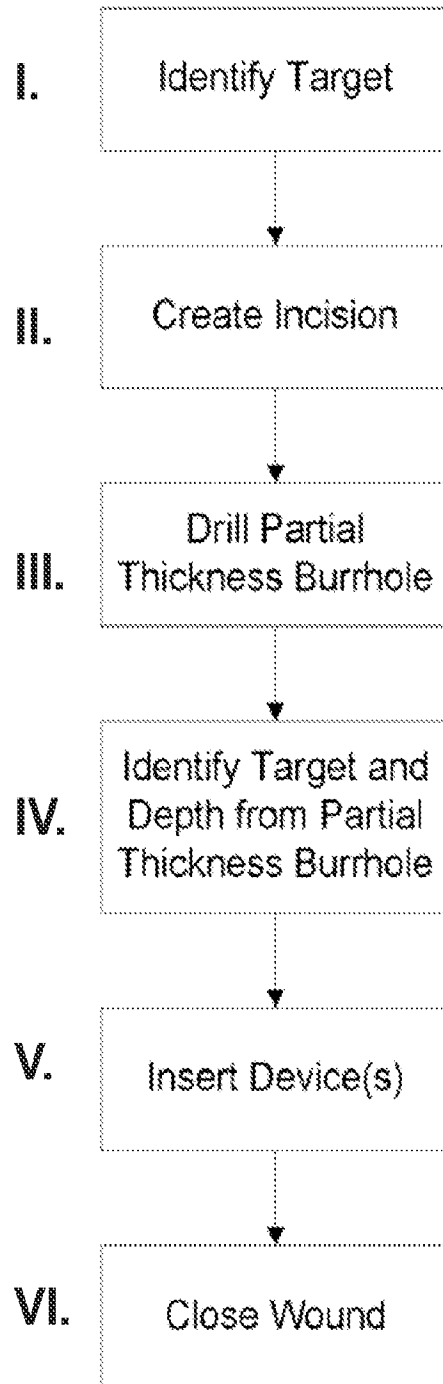 I.
Identify Target
II.
Create Incision
III.
Drill Partial
Thickness Burrhole
IV.
Identify Target and
Depth from Partial
Thickness Burrhole
V.
Insert Device(s)
VI.
Close Wound